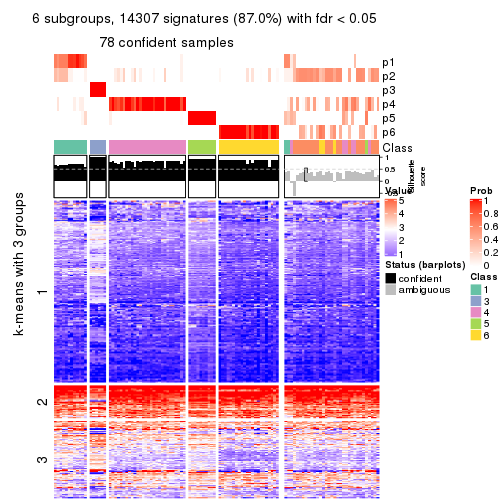 6 subgroups, 14307 signatures (87.0%) with fdr < 0.05
78 confident samples
p1
p2
p3
p4
p5
p6
Class
1
0.5
0
Silhouette
score
k-means with 3 groups
1
2
3
Value
5
4
3
2
1
Status (barplots)
confident
ambiguous
Prob
1
0.8
0.6
0.4
0.2
0
Class
1
3
4
5
6